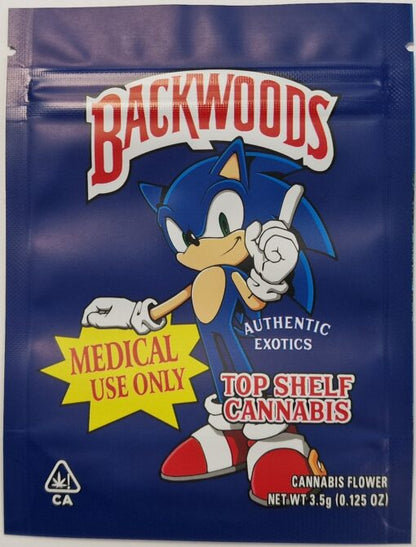 BACKWOODS
AUTHENTIC
EXOTICS
MEDICAL
USE ONLY
TOP SHELF
CANNABIS
CA
CANNABIS FLOWER
NET WT 3.5g (0.125 OZ)